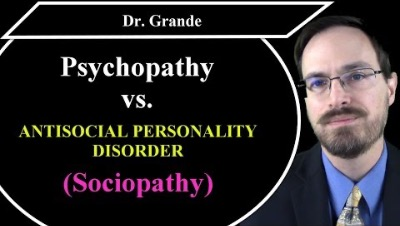 Dr. Grande
Psychopathy
vs.
ANTISOCIAL PERSONALITY
DISORDER
(Sociopathy)